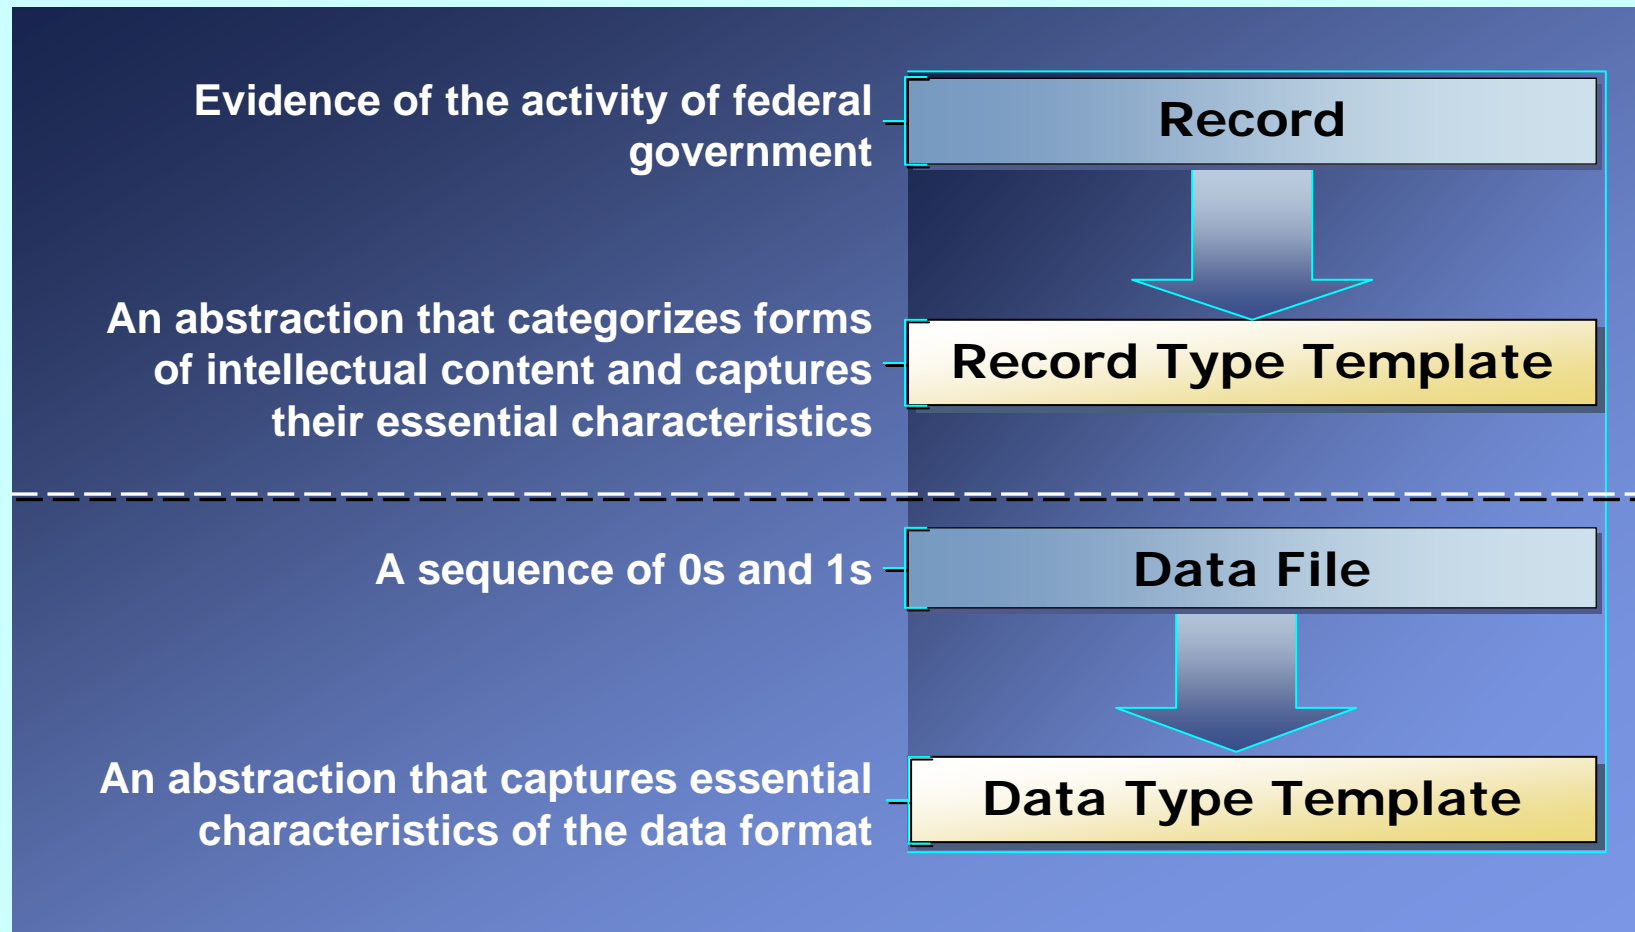 Evidence of the activity of federal
government
Record
An abstraction that categorizes forms
of intellectual content and captures
their essential characteristics
Record Type Template
A sequence of 0s and 1s
Data File
An abstraction that captures essential
characteristics of the data format
Data Type Template